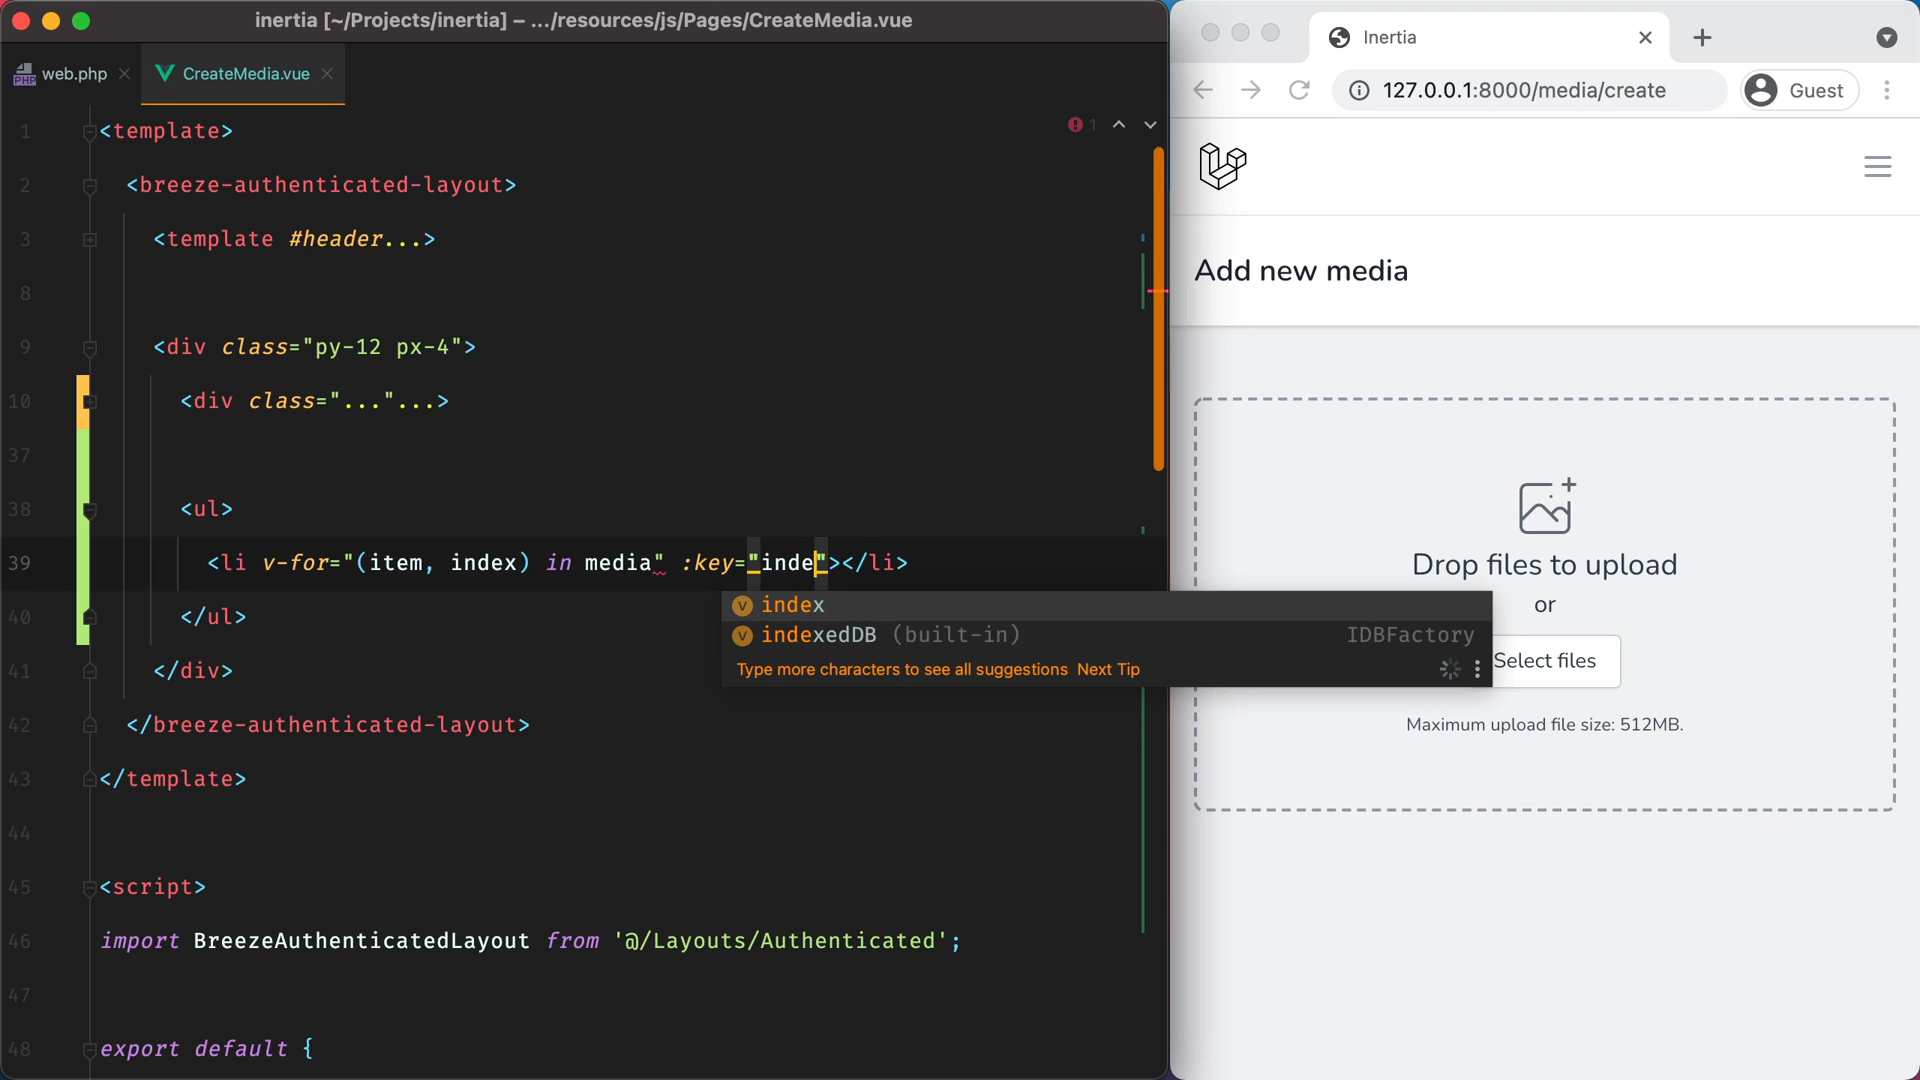 inertia [~/Projects/inertia] – .../resources/js/Pages/CreateMedia.vue
PHP web.php
CreateMedia.vue
1 <template>
1
2 <breeze-authenticated-layout>
3 <template #header...>
8
9 <div class="py-12 px-4">
10 <div class="..."...>
37
38 <ul>
39 <li v-for="(item, index) in media" :key="inde"></li>
index
indexedDB (built-in) IDBFactory
Type more characters to see all suggestions Next Tip
40 </ul>
41 </div>
42 </breeze-authenticated-layout>
43 </template>
44
45 <script>
46 import BreezeAuthenticatedLayout from '@/Layouts/Authenticated';
47
48 export default {
Inertia
127.0.0.1:8000/media/create
Guest
Add new media
Drop files to upload
or
Select files
Maximum upload file size: 512MB.